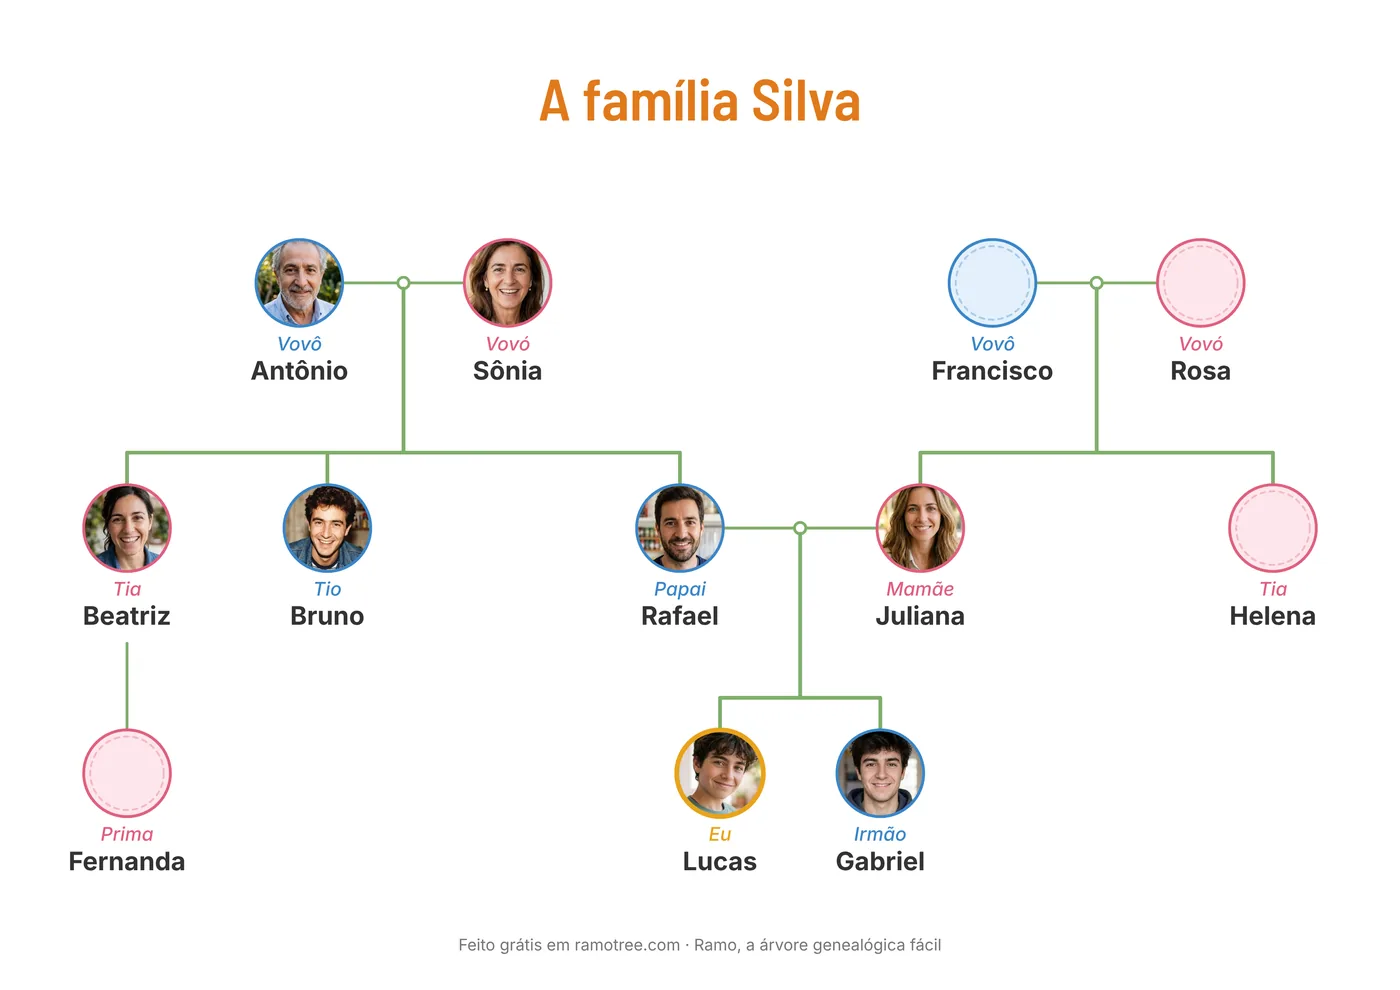 A família Silva
Vovô
Antônio
Vovó
Sônia
Vovô
Francisco
Vovó
Rosa
Tia
Beatriz
Tio
Bruno
Papai
Rafael
Mamãe
Juliana
Tia
Helena
Prima
Fernanda
Eu
Lucas
Irmão
Gabriel
Feito grátis em ramotree.com · Ramo, a árvore genealógica fácil